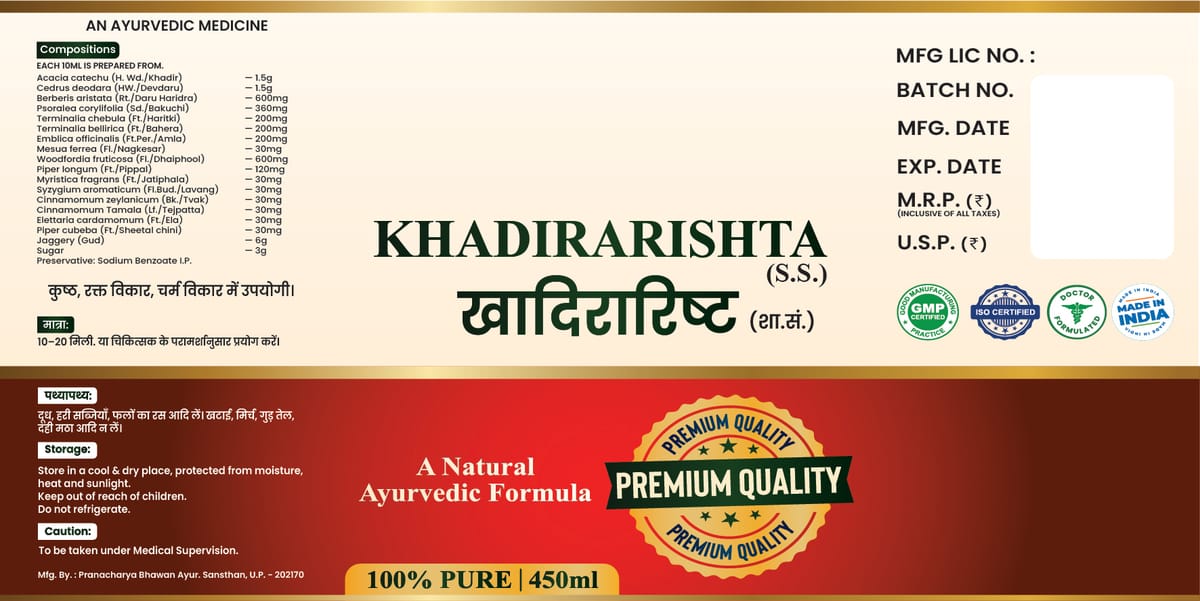 AN AYURVEDIC MEDICINE
Compositions
EACH 10ML IS PREPARED FROM.
Acacia catechu (H. Wd./Khadir) – 1.5g
Cedrus deodara (HW./Devdaru) – 1.5g
Berberis aristata (Rt./Daru Haridra) – 600mg
Psoralea corylifolia (Sd./Bakuchi) – 360mg
Terminalia chebula (Ft./Haritki) – 200mg
Terminalia bellirica (Ft./Bahera) – 200mg
Emblica officinalis (Ft.Per./Amla) – 200mg
Mesua ferrea (Fl./Nagkesar) – 30mg
Woodfordia fruticosa (Fl./Dhaiphool) – 600mg
Piper longum (Ft./Pippal) – 120mg
Myristica fragrans (Ft./Jatiphala) – 30mg
Syzygium aromaticum (Fl.Bud./Lavang) – 30mg
Cinnamomum zeylanicum (Bk./Tvak) – 30mg
Cinnamomum Tamala (Lf./Tejpatta) – 30mg
Elettaria cardamomum (Ft./Ela) – 30mg
Piper cubeba (Ft./Sheetal chini) – 30mg
Jaggery (Gud) – 6g
Sugar – 3g
Preservative: Sodium Benzoate I.P.
कुष्ठ, रक्त विकार, चर्म विकार में उपयोगी।
मात्रा:
10–20 मिली. या चिकित्सक के परामर्शानुसार प्रयोग करें।
पथ्यापथ्य:
दूध, हरी सब्जियाँ, फलों का रस आदि लें। खटाई, मिर्च, गुड़ तेल,
दही मठा आदि न लें।
Storage:
Store in a cool & dry place, protected from moisture,
heat and sunlight.
Keep out of reach of children.
Do not refrigerate.
Caution:
To be taken under Medical Supervision.
Mfg. By. : Pranacharya Bhawan Ayur. Sansthan, U.P. - 202170
KHADIRARISHTA
(S.S.)
खादिरारिष्ट (शा.सं.)
A Natural
Ayurvedic Formula
PREMIUM QUALITY
PREMIUM QUALITY
PREMIUM QUALITY
100% PURE | 450ml
MFG LIC NO. :
BATCH NO.
MFG. DATE
EXP. DATE
M.R.P. (₹)
(INCLUSIVE OF ALL TAXES)
U.S.P. (₹)
GOOD MANUFACTURING
GMP
CERTIFIED
PRACTICE
ISO CERTIFIED
DOCTOR
FORMULATED
MADE IN INDIA
MADE IN
INDIA